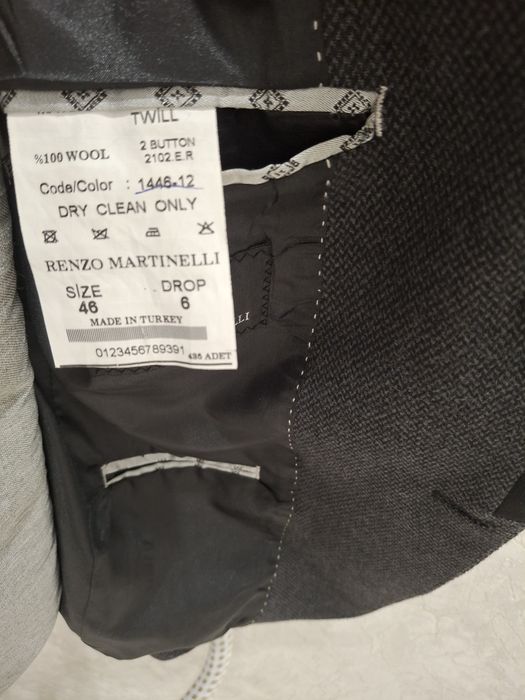 TWILL
%100 WOOL 2 BUTTON
2102.E.R
Code/Color : 1446-12
DRY CLEAN ONLY
RENZO MARTINELLI
SIZE DROP
46 6
MADE IN TURKEY
0123456789391 435 ADET
LLI